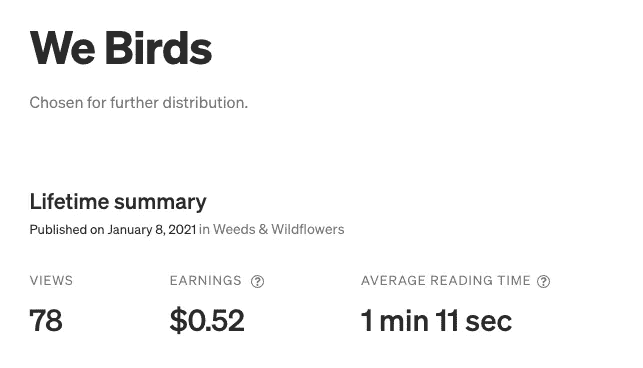 We Birds
Chosen for further distribution.
Lifetime summary
Published on January 8, 2021 in Weeds & Wildflowers
VIEWS EARNINGS ? AVERAGE READING TIME ?
78 $0.52 1 min 11 sec